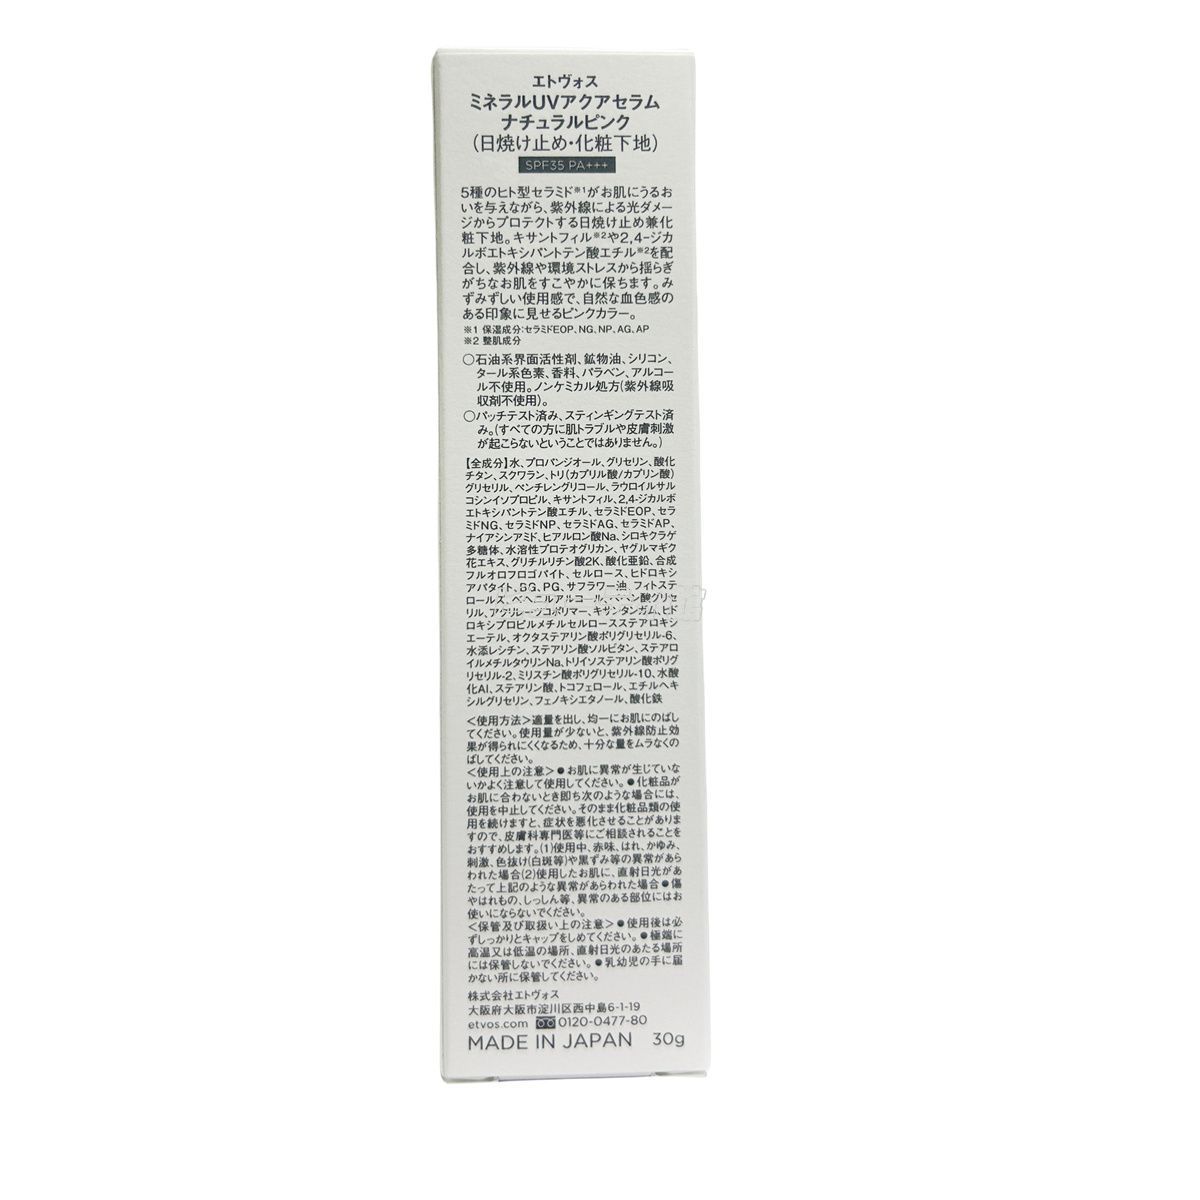 エトヴォス
ミネラルUVアクアセラム
ナチュラルピンク
(日焼け止め・化粧下地)
SPF35 PA+++
5種のヒト型セラミド※1がお肌にうるお
いを与えながら、紫外線による光ダメー
ジからプロテクトする日焼け止め兼化
粧下地。キサントフィル※2や2,4-ジカ
ルボエトキシパントテン酸エチル※2を配
合し、紫外線や環境ストレスから揺らぎ
がちなお肌をすこやかに保ちます。み
ずみずしい使用感で、自然な血色感の
ある印象に見せるピンクカラー。
※1 保湿成分:セラミドEOP、NG、NP、AG、AP
※2 整肌成分
○石油系界面活性剤、鉱物油、シリコン、
タール系色素、香料、パラベン、アルコー
ル不使用。ノンケミカル処方(紫外線吸
収剤不使用)。
○パッチテスト済み、スティンギングテスト済
み。(すべての方に肌トラブルや皮膚刺激
が起こらないということではありません。)
【全成分】水、プロパンジオール、グリセリン、酸化
チタン、スクワラン、トリ(カプリル酸/カプリン酸)
グリセリル、ペンチレングリコール、ラウロイルサル
コシンイソプロピル、キサントフィル、2,4-ジカルボ
エトキシパントテン酸エチル、セラミドEOP、セラ
ミドNG、セラミドNP、セラミドAG、セラミドAP、
ナイアシンアミド、ヒアルロン酸Na、シロキクラゲ
多糖体、水溶性プロテオグリカン、ヤグルマギク
花エキス、グリチルリチン酸2K、酸化亜鉛、合成
フルオロフロゴパイト、セルロース、ヒドロキシ
アパタイト、BG、PG、サフラワー油、フィトステ
ロールズ、ベヘニルアルコール、ベヘン酸グリセ
リル、アクリレーツコポリマー、キサンタンガム、ヒド
ロキシプロピルメチルセルロースステアロキシ
エーテル、オクタステアリン酸ポリグリセリル-6、
水添レシチン、ステアリン酸ソルビタン、ステアロ
イルメチルタウリンNa、トリイソステアリン酸ポリグ
リセリル-2、ミリスチン酸ポリグリセリル-10、水酸
化Al、ステアリン酸、トコフェロール、エチルヘキ
シルグリセリン、フェノキシエタノール、酸化鉄
<使用方法>適量を出し、均一にお肌にのばし
てください。使用量が少ないと、紫外線防止効
果が得られにくくなるため、十分な量をムラなくの
ばしてください。
<使用上の注意>●お肌に異常が生じていな
いかよく注意して使用してください。●化粧品が
お肌に合わないとき即ち次のような場合には、
使用を中止してください。そのまま化粧品類の使
用を続けますと、症状を悪化させることがありま
すので、皮膚科専門医等にご相談されることを
おすすめします。(1)使用中、赤味、はれ、かゆみ、
刺激、色抜け(白斑等)や黒ずみ等の異常があら
われた場合(2)使用したお肌に、直射日光があ
たって上記のような異常があらわれた場合●傷
やはれもの、しっしん等、異常のある部位にはお
使いにならないでください。
<保管及び取扱い上の注意>●使用後は必
ずしっかりとキャップをしめてください。●極端に
高温又は低温の場所、直射日光のあたる場所
には保管しないでください。●乳幼児の手に届
かない所に保管してください。
株式会社エトヴォス
大阪府大阪市淀川区西中島6-1-19
etvos.com 0120-0477-80
MADE IN JAPAN 30g